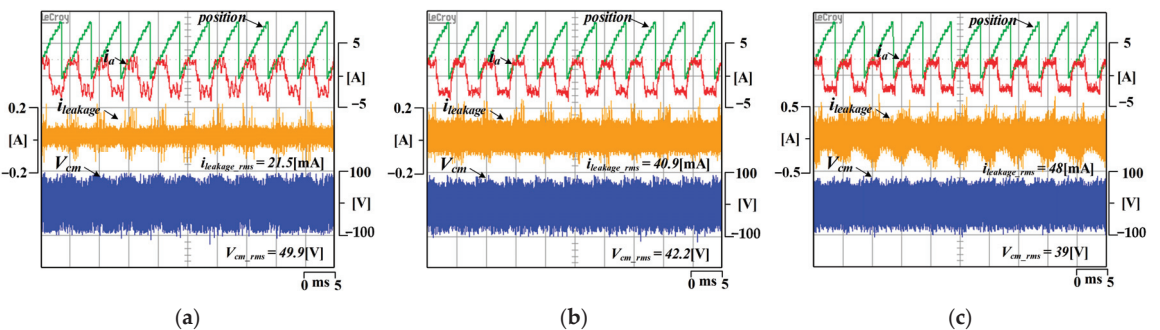 LeCroy
position
i_a
5
[A]
-5
0.2
i_leakage
[A]
-0.2
i_leakage_rms = 21.5[mA]
V_cm
100
[V]
-100
V_cm_rms = 49.9[V]
0 ms 5
(a)
LeCroy
position
i_a
5
[A]
-5
0.2
i_leakage
[A]
-0.2
i_leakage_rms = 40.9[mA]
V_cm
100
[V]
-100
V_cm_rms = 42.2[V]
0 ms 5
(b)
LeCroy
position
i_a
5
[A]
-5
0.5
i_leakage
[A]
-0.5
i_leakage_rms = 48[mA]
V_cm
100
[V]
-100
V_cm_rms = 39[V]
0 ms 5
(c)